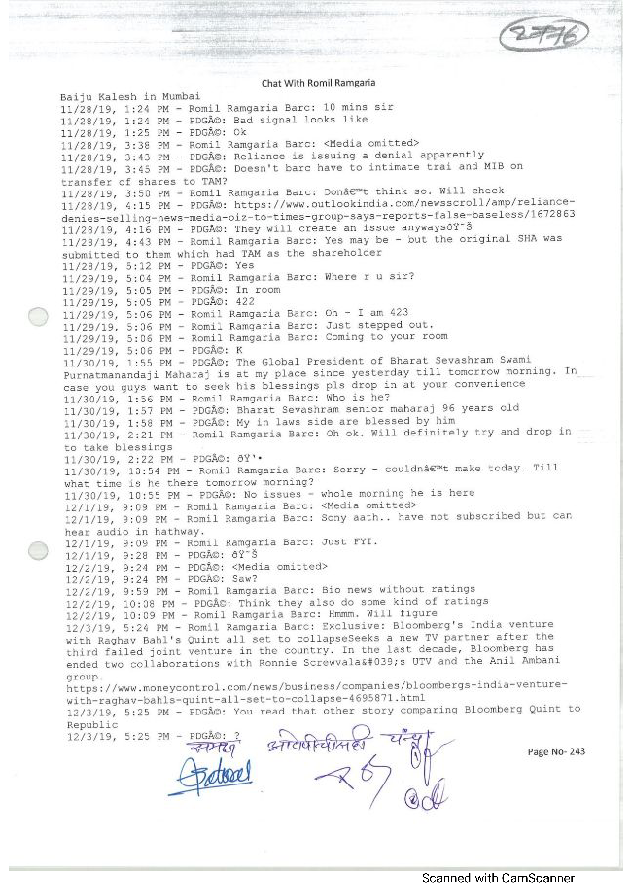 2776
Chat With Romil Ramgaria
Baiju Kalesh in Mumbai
11/28/19, 1:24 PM - Romil Ramgaria Barc: 10 mins sir
11/28/19, 1:24 PM - PDGÃ©: Bad signal looks like
11/28/19, 1:25 PM - PDGÃ©: Ok
11/28/19, 3:38 PM - Romil Ramgaria Barc: <Media omitted>
11/28/19, 3:43 PM PDGÃ©: Reliance is issuing a denial apparently
11/28/19, 3:45 PM - PDGÃ©: Doesn't barc have to intimate trai and MIB on
transfer of shares to TAM?
11/28/19, 3:50 PM - Romil Ramgaria Barc: Donâ€™t think so. Will check
11/28/19, 4:15 PM - PDGÃ©: https://www.outlookindia.com/newsscroll/amp/reliance-
denies-selling-news-media-biz-to-times-group-says-reports-false-baseless/1672863
11/28/19, 4:16 PM - PDGÃ©: They will create an issue anywaysðŸ˜Š
11/28/19, 4:43 PM - Romil Ramgaria Barc: Yes may be - but the original SHA was
submitted to them which had TAM as the shareholder
11/28/19, 5:12 PM - PDGÃ©: Yes
11/29/19, 5:04 PM - Romil Ramgaria Barc: Where r u sir?
11/29/19, 5:05 PM - PDGÃ©: In room
11/29/19, 5:05 PM - PDGÃ©: 422
11/29/19, 5:06 PM - Romil Ramgaria Barc: Oh - I am 423
11/29/19, 5:06 PM - Romil Ramgaria Barc: Just stepped out.
11/29/19, 5:06 PM - Romil Ramgaria Barc: Coming to your room
11/29/19, 5:06 PM - PDGÃ©: K
11/30/19, 1:55 PM - PDGÃ©: The Global President of Bharat Sevashram Swami
Purnatmanandaji Maharaj is at my place since yesterday till tomorrow morning. In
case you guys want to seek his blessings pls drop in at your convenience
11/30/19, 1:56 PM - Romil Ramgaria Barc: Who is he?
11/30/19, 1:57 PM - PDGÃ©: Bharat Sevashram senior maharaj 96 years old
11/30/19, 1:58 PM - PDGÃ©: My in laws side are blessed by him
11/30/19, 2:21 PM - Romil Ramgaria Barc: Oh ok. Will definitely try and drop in
to take blessings
11/30/19, 2:22 PM - PDGÃ©: ðŸ'•
11/30/19, 10:54 PM - Romil Ramgaria Barc: Sorry - couldnâ€™t make today Till
what time is he there tomorrow morning?
11/30/19, 10:55 PM - PDGÃ©: No issues - whole morning he is here
12/1/19, 9:09 PM - Romil Ramgaria Barc: <Media omitted>
12/1/19, 9:09 PM - Romil Ramgaria Barc: Sony aath.. have not subscribed but can
hear audio in hathway.
12/1/19, 9:09 PM - Romil Ramgaria Barc: Just FYI.
12/1/19, 9:28 PM - PDGÃ©: ðŸ˜Š
12/2/19, 9:24 PM - PDGÃ©: <Media omitted>
12/2/19, 9:24 PM - PDGÃ©: Saw?
12/2/19, 9:59 PM - Romil Ramgaria Barc: Bio news without ratings
12/2/19, 10:08 PM - PDGÃ©: Think they also do some kind of ratings
12/2/19, 10:09 PM - Romil Ramgaria Barc: Hmmm. Will figure
12/3/19, 5:24 PM - Romil Ramgaria Barc: Exclusive: Bloomberg's India venture
with Raghav Bahl's Quint all set to collapseSeeks a new TV partner after the
third failed joint venture in the country. In the last decade, Bloomberg has
ended two collaborations with Ronnie Screwvala&#039;s UTV and the Anil Ambani
group.
https://www.moneycontrol.com/news/business/companies/bloombergs-india-venture-
with-raghav-bahls-quint-all-set-to-collapse-4695871.html
12/3/19, 5:25 PM - PDGÃ©: You read that other story comparing Bloomberg Quint to
Republic
12/3/19, 5:25 PM - PDGÃ©: ?
Page No- 243
Scanned with CamScanner